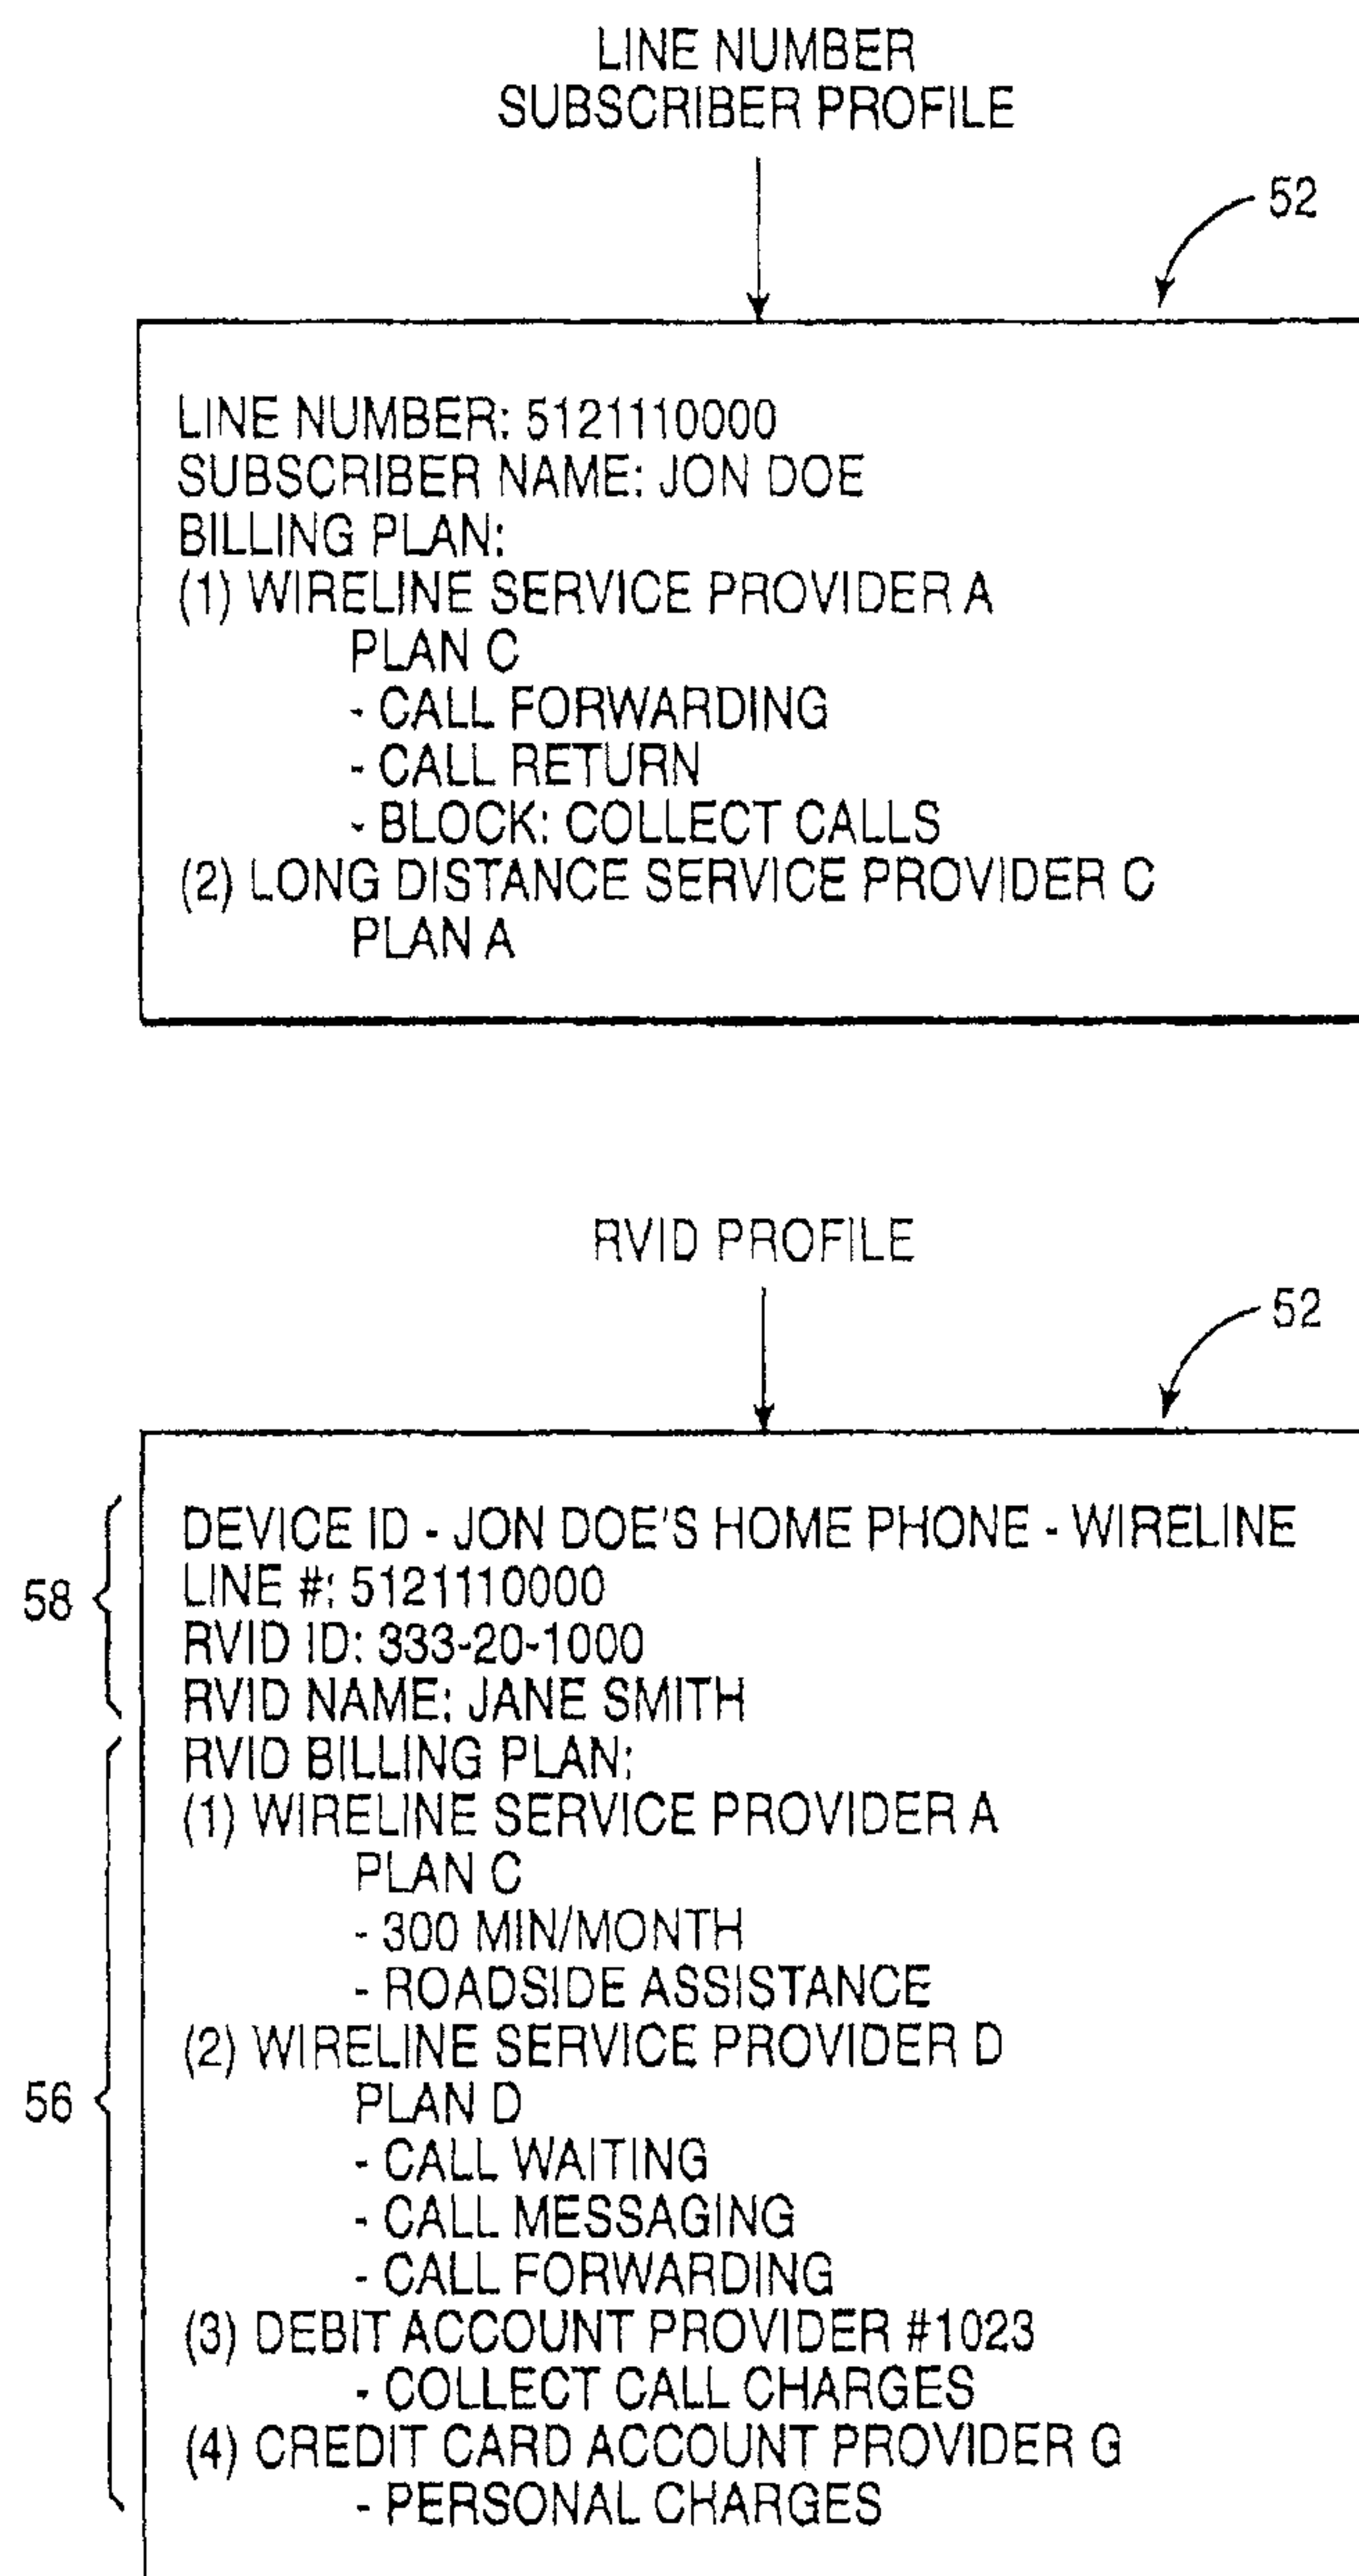 LINE NUMBER
SUBSCRIBER PROFILE
52
LINE NUMBER: 5121110000
SUBSCRIBER NAME: JON DOE
BILLING PLAN:
(1) WIRELINE SERVICE PROVIDER A
PLAN C
- CALL FORWARDING
- CALL RETURN
- BLOCK: COLLECT CALLS
(2) LONG DISTANCE SERVICE PROVIDER C
PLAN A
RVID PROFILE
52
58
DEVICE ID - JON DOE'S HOME PHONE - WIRELINE
LINE #: 5121110000
RVID ID: 333-20-1000
RVID NAME: JANE SMITH
56
RVID BILLING PLAN:
(1) WIRELINE SERVICE PROVIDER A
PLAN C
- 300 MIN/MONTH
- ROADSIDE ASSISTANCE
(2) WIRELINE SERVICE PROVIDER D
PLAN D
- CALL WAITING
- CALL MESSAGING
- CALL FORWARDING
(3) DEBIT ACCOUNT PROVIDER #1023
- COLLECT CALL CHARGES
(4) CREDIT CARD ACCOUNT PROVIDER G
- PERSONAL CHARGES